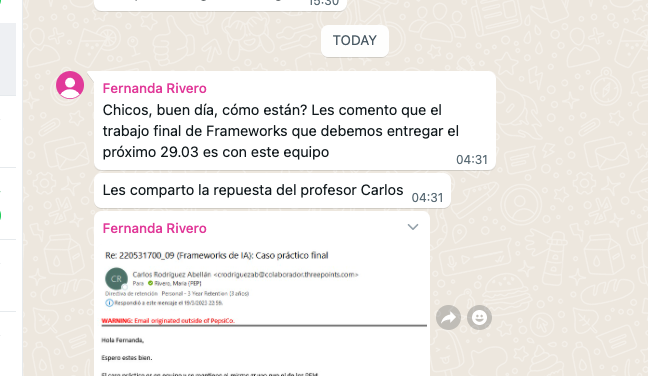 15:30
TODAY
Fernanda Rivero
Chicos, buen día, cómo están? Les comento que el
trabajo final de Frameworks que debemos entregar el
próximo 29.03 es con este equipo
04:31
Les comparto la repuesta del profesor Carlos
04:31
Fernanda Rivero
Re: 220531700_09 (Frameworks de IA): Caso práctico final
CR
Carlos Rodríguez Abellán <crodriguezab@colaborador.threepoints.com>
Para Rivero, Maria {PEP}
Directiva de retención Personal - 2 Year Retention (3 años)
Respondió a este mensaje el 19/3/2023 22:59.
WARNING: Email originated outside of PepsiCo.
Hola Fernanda,
Espero estes bien.
El caso práctico es en equipo y se mantiene el mismo grupo que el de los